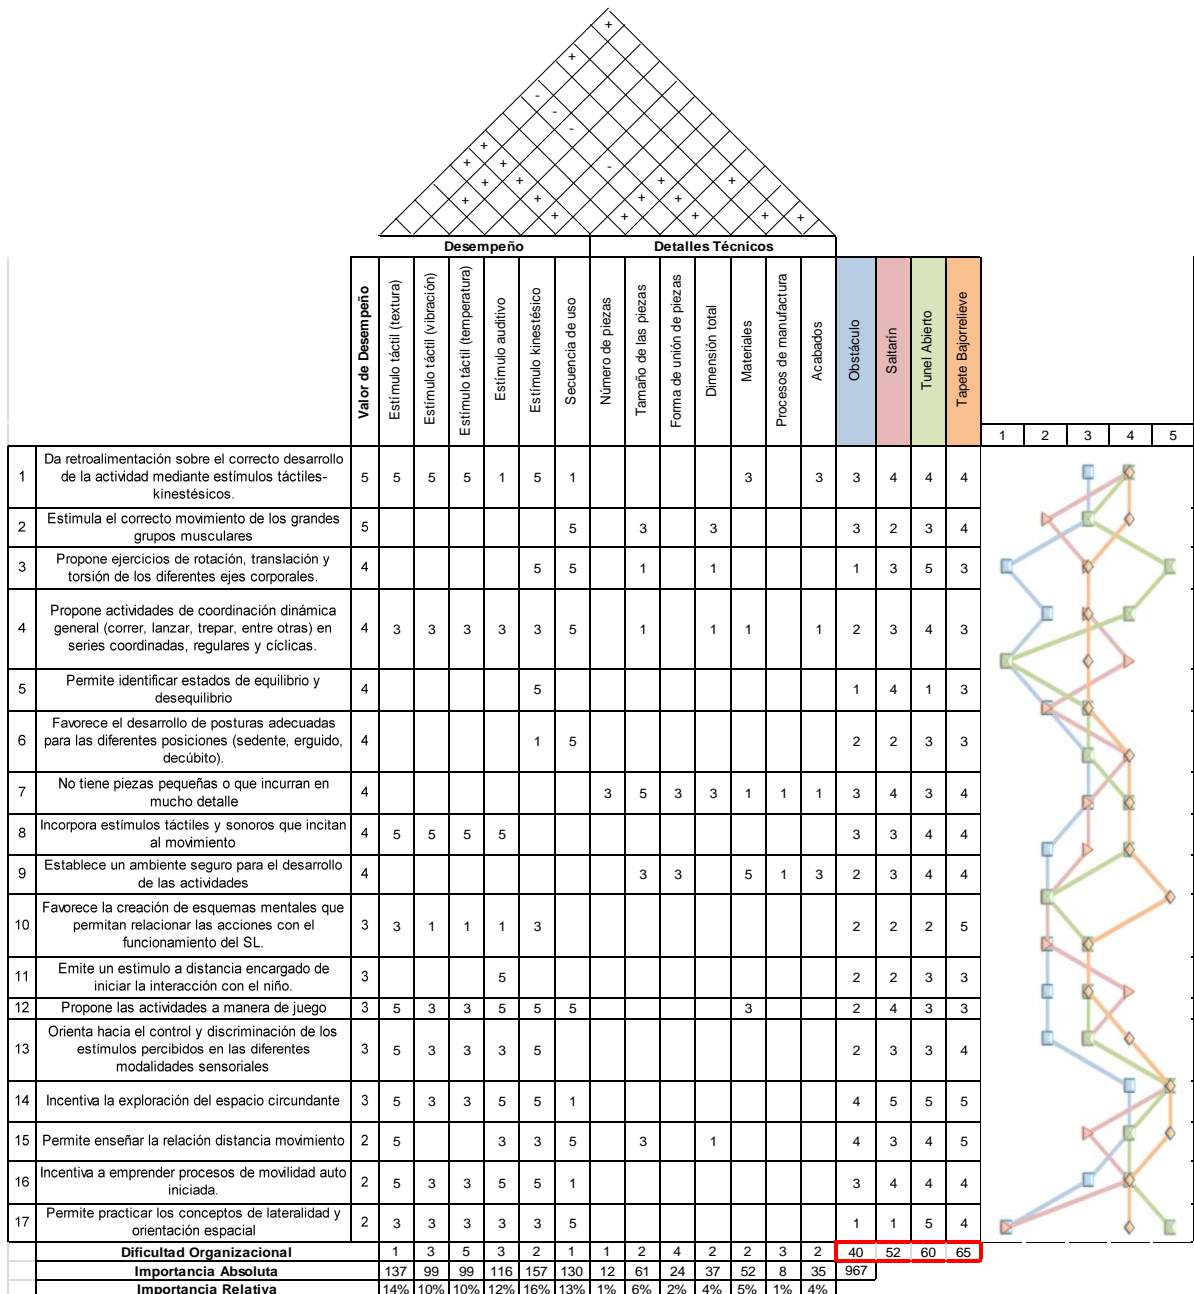 +
+
-
-
-
+
+ +
-
+ + + +
+ + + +
+ + + + +
Desempeño Detalles Técnicos
Valor de Desempeño
Estímulo táctil (textura)
Estímulo táctil (vibración)
Estímulo táctil (temperatura)
Estímulo auditivo
Estímulo kinestésico
Secuencia de uso
Número de piezas
Tamaño de las piezas
Forma de unión de piezas
Dimensión total
Materiales
Procesos de manufactura
Acabados
Obstáculo
Saltarín
Tunel Abierto
Tapete Bajorrelieve
1 2 3 4 5
Da retroalimentación sobre el correcto desarrollo
1 de la actividad mediante estímulos táctiles- 5 5 5 5 1 5 1 3 3 3 4 4 4
kinestésicos.
2 Estimula el correcto movimiento de los grandes 5 5 3 3 3 2 3 4
grupos musculares
3 Propone ejercicios de rotación, translación y 4 5 5 1 1 1 3 5 3
torsión de los diferentes ejes corporales.
Propone actividades de coordinación dinámica
4 general (correr, lanzar, trepar, entre otras) en 4 3 3 3 3 3 5 1 1 1 1 2 3 4 3
series coordinadas, regulares y cíclicas.
5 Permite identificar estados de equilibrio y 4 5 1 4 1 3
desequilibrio
Favorece el desarrollo de posturas adecuadas
6 para las diferentes posiciones (sedente, erguido, 4 1 5 2 2 3 3
decúbito).
7 No tiene piezas pequeñas o que incurran en 4 3 5 3 3 1 1 1 3 4 3 4
mucho detalle
8 Incorpora estímulos táctiles y sonoros que incitan 4 5 5 5 5 3 3 4 4
al movimiento
9 Establece un ambiente seguro para el desarrollo 4 3 3 5 1 3 2 3 4 4
de las actividades
Favorece la creación de esquemas mentales que
10 permitan relacionar las acciones con el 3 3 1 1 1 3 2 2 2 5
funcionamiento del SL.
11 Emite un estimulo a distancia encargado de 3 5 2 2 3 3
iniciar la interacción con el niño.
12 Propone las actividades a manera de juego 3 5 3 3 5 5 5 3 2 4 3 3
Orienta hacia el control y discriminación de los
13 estímulos percibidos en las diferentes 3 5 3 3 3 5 2 3 3 4
modalidades sensoriales
14 Incentiva la exploración del espacio circundante 3 5 3 3 5 5 1 4 5 5 5
15 Permite enseñar la relación distancia movimiento 2 5 3 3 5 3 1 4 3 4 5
16 Incentiva a emprender procesos de movilidad auto 2 5 3 3 5 5 1 3 4 4 4
iniciada.
17 Permite practicar los conceptos de lateralidad y 2 3 3 3 3 3 5 1 1 5 4
orientación espacial
Dificultad Organizacional 1 3 5 3 2 1 1 2 4 2 2 3 2 40 52 60 65
Importancia Absoluta 137 99 99 116 157 130 12 61 24 37 52 8 35 967
Importancia Relativa 14% 10% 10% 12% 16% 13% 1% 6% 2% 4% 5% 1% 4%